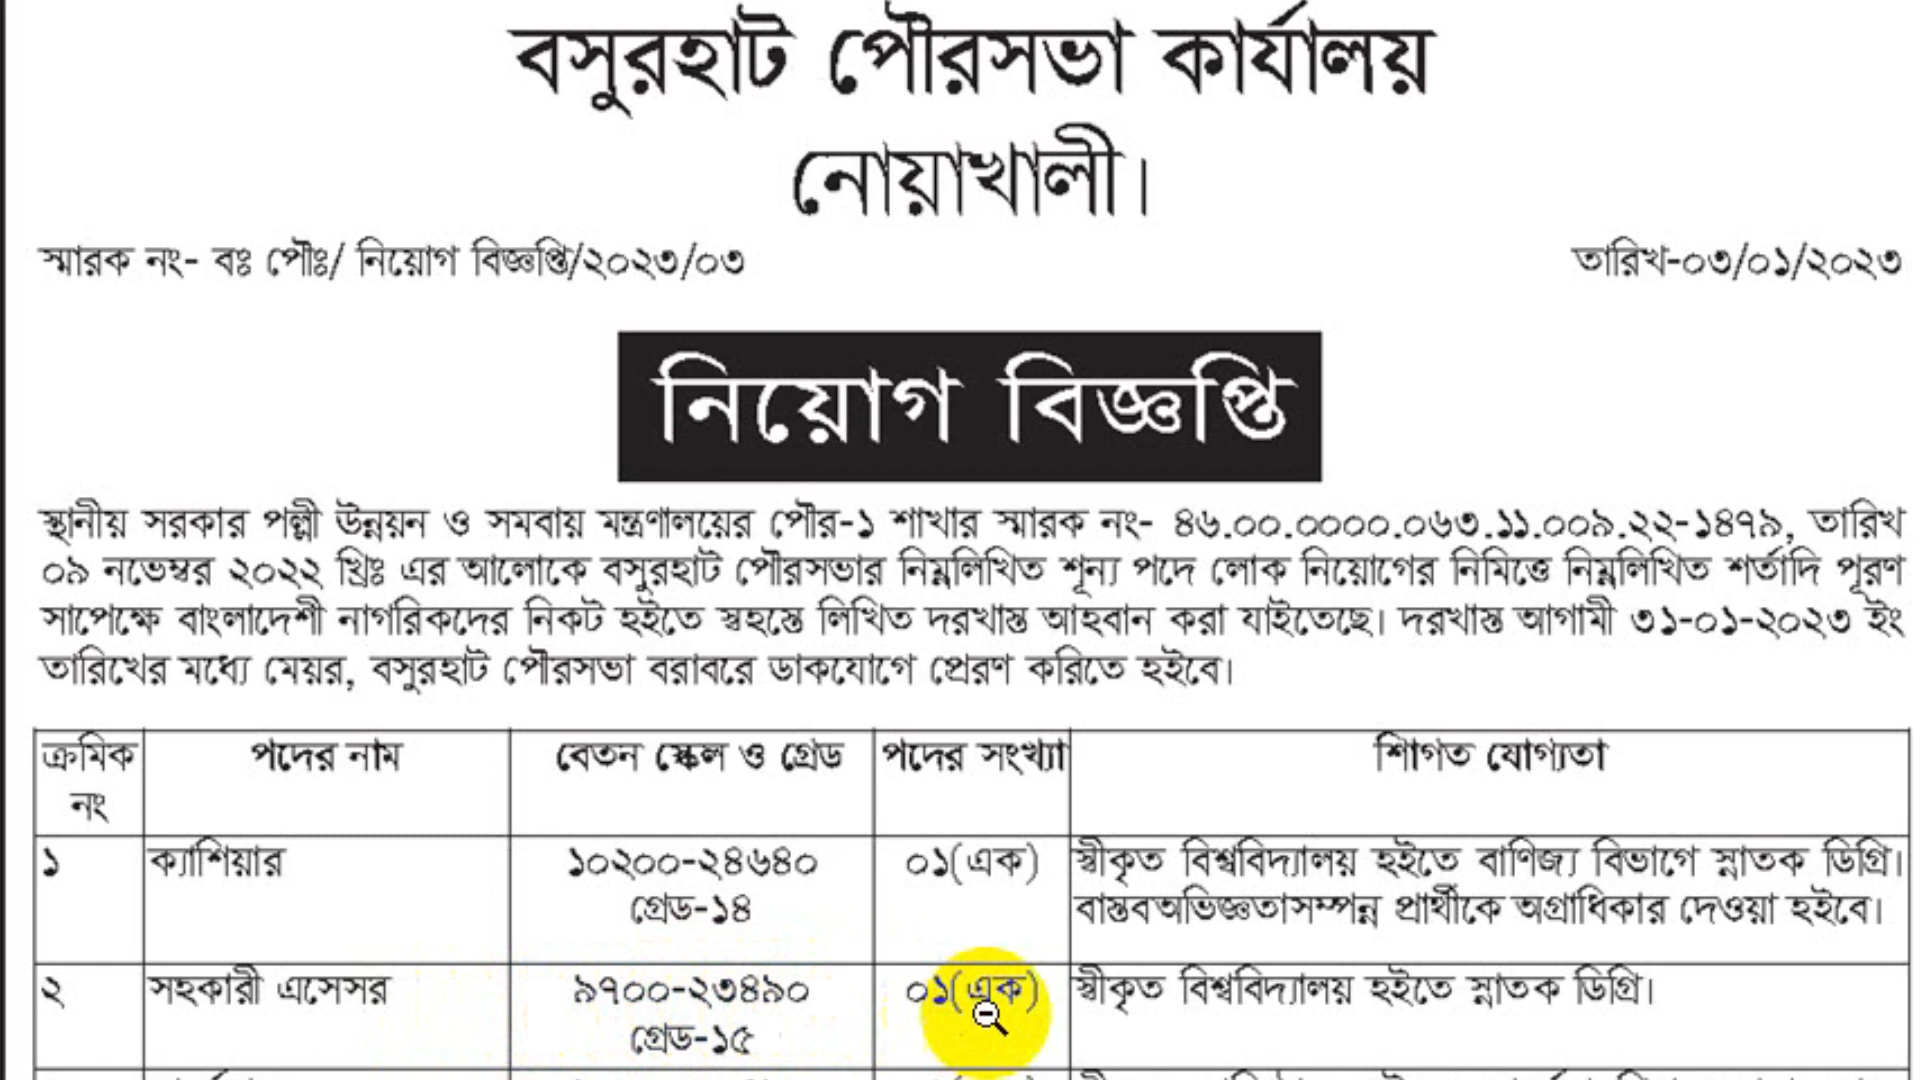 বসুরহাট পৌরসভা কার্যালয়
নোয়াখালী।
স্মারক নং- বঃ পৌঃ/ নিয়োগ বিজ্ঞপ্তি/২০২৩/০৩
তারিখ-০৩/০১/২০২৩
নিয়োগ বিজ্ঞপ্তি
স্থানীয় সরকার পল্লী উন্নয়ন ও সমবায় মন্ত্রণালয়ের পৌর-১ শাখার স্মারক নং- ৪৬.০০.০০০০.০৬৩.১১.০০৯.২২-১৪৭৯, তারিখ
০৯ নভেম্বর ২০২২ খ্রিঃ এর আলোকে বসুরহাট পৌরসভার নিম্নলিখিত শূন্য পদে লোক নিয়োগের নিমিত্তে নিম্নলিখিত শর্তাদি পূরণ
সাপেক্ষে বাংলাদেশী নাগরিকদের নিকট হইতে স্বহস্তে লিখিত দরখাস্ত আহবান করা যাইতেছে। দরখাস্ত আগামী ৩১-০১-২০২৩ ইং
তারিখের মধ্যে মেয়র, বসুরহাট পৌরসভা বরাবরে ডাকযোগে প্রেরণ করিতে হইবে।
ক্রমিক নং পদের নাম বেতন স্কেল ও গ্রেড পদের সংখ্যা শিাগত যোগ্যতা
১ ক্যাশিয়ার ১০২০০-২৪৬৪০ ০১(এক) স্বীকৃত বিশ্ববিদ্যালয় হইতে বাণিজ্য বিভাগে স্নাতক ডিগ্রি।
গ্রেড-১৪ বাস্তবঅভিজ্ঞতাসম্পন্ন প্রার্থীকে অগ্রাধিকার দেওয়া হইবে।
২ সহকারী এসেসর ৯৭০০-২৩৪৯০ ০১(এক) স্বীকৃত বিশ্ববিদ্যালয় হইতে স্নাতক ডিগ্রি।
গ্রেড-১৫